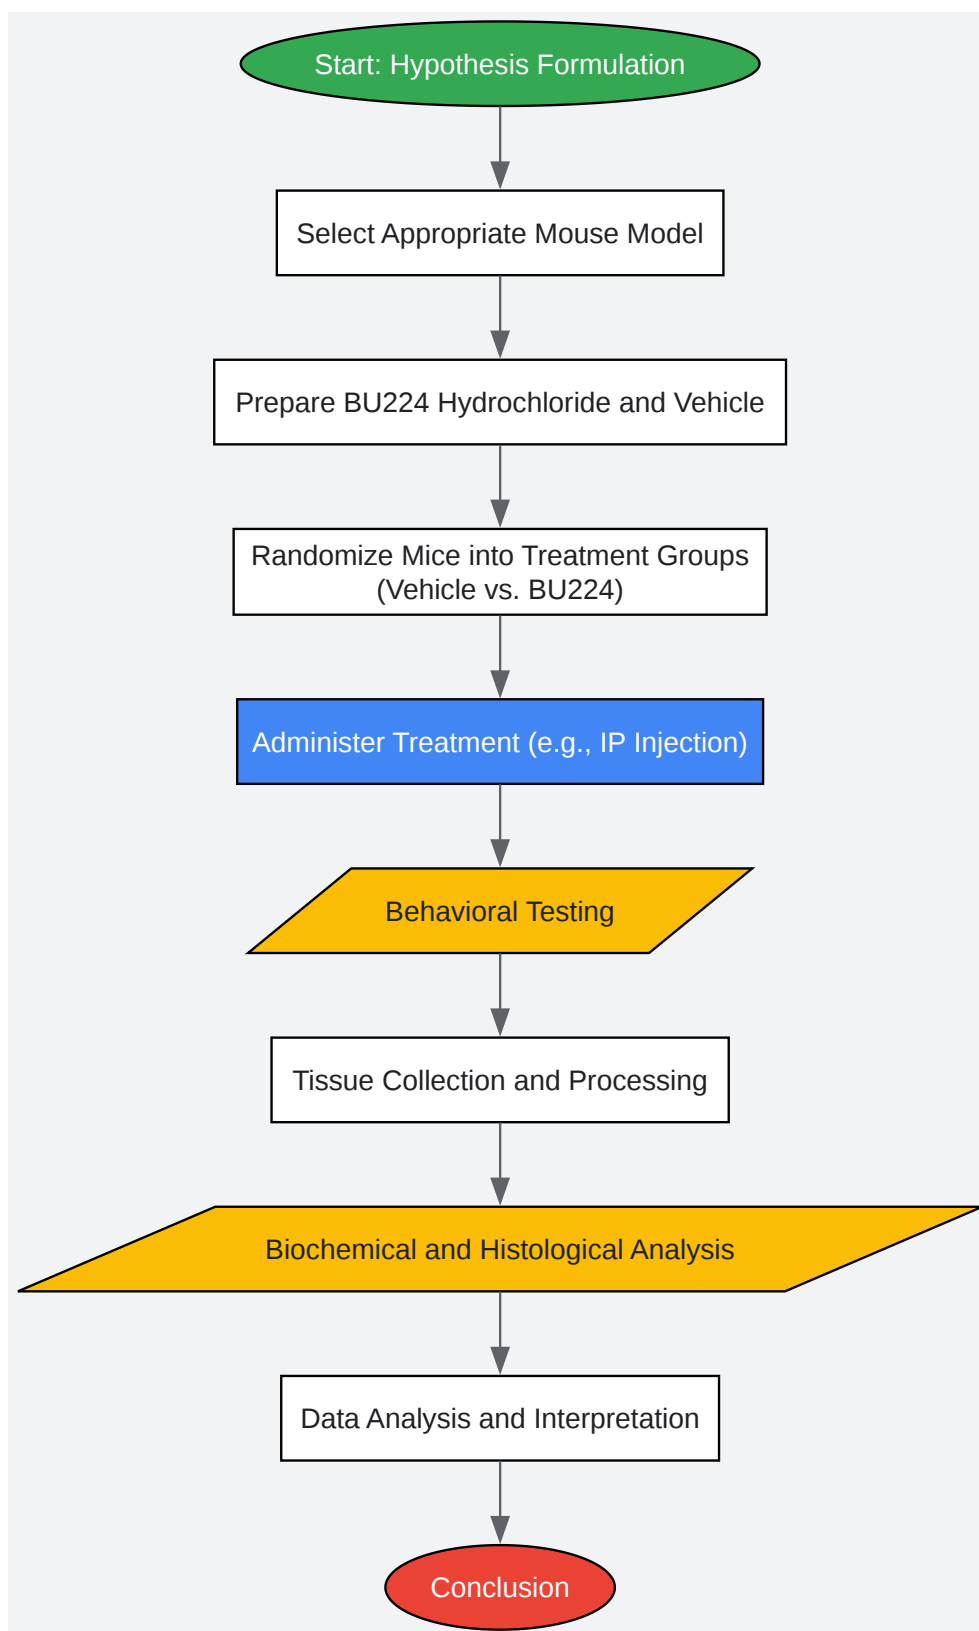 Start: Hypothesis Formulation
Select Appropriate Mouse Model
Prepare BU224 Hydrochloride and Vehicle
Randomize Mice into Treatment Groups
(Vehicle vs. BU224)
Administer Treatment (e.g., IP Injection)
Behavioral Testing
Tissue Collection and Processing
Biochemical and Histological Analysis
Data Analysis and Interpretation
Conclusion